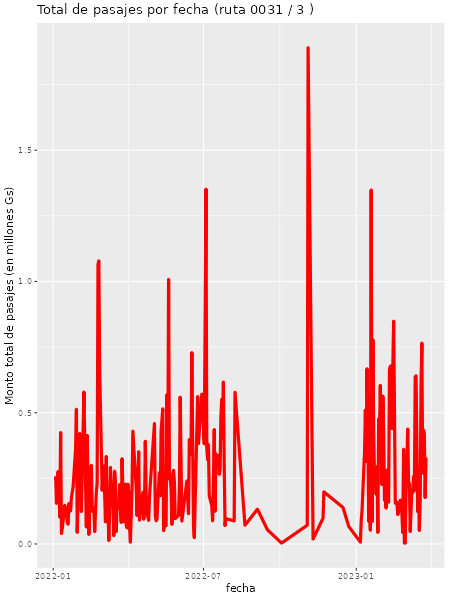 Total de pasajes por fecha (ruta 0031 / 3 )
Monto total de pasajes (en millones Gs)
1.5
1.0
0.5
0.0
2022-01
2022-07
2023-01
fecha